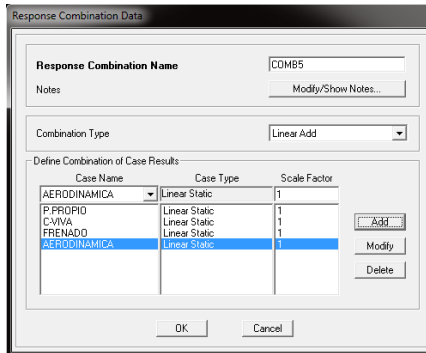 Response Combination Data
Response Combination Name COMB5
Notes Modify/Show Notes...
Combination Type Linear Add
Define Combination of Case Results
Case Name Case Type Scale Factor
AERODINAMICA Linear Static 1
P.PROPIO Linear Static 1
C-VIVA Linear Static 1
FRENADO Linear Static 1
AERODINAMICA Linear Static 1
Add
Modify
Delete
OK Cancel